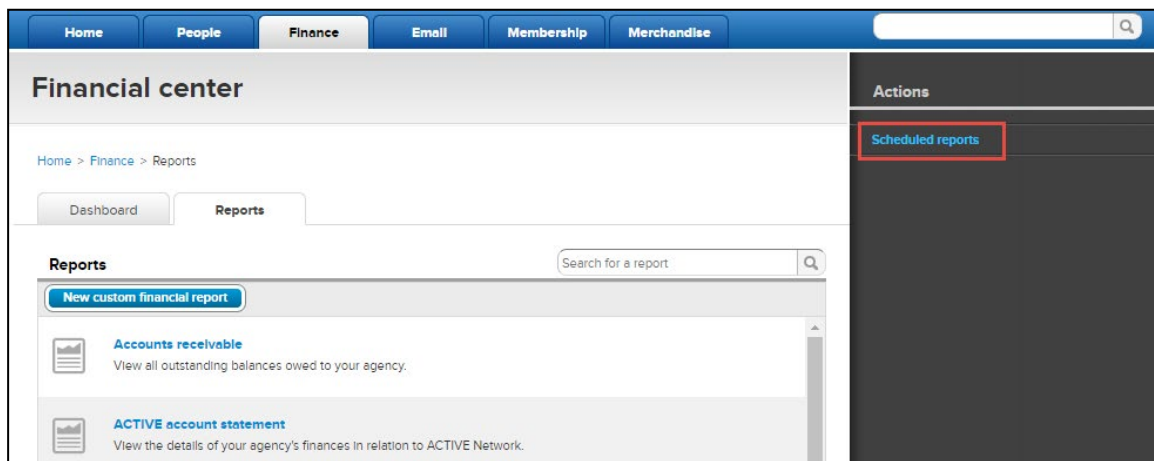 Home People Finance Email Membership Merchandise
Financial center
Actions
Scheduled reports
Home > Finance > Reports
Dashboard Reports
Reports Search for a report
New custom financial report
Accounts receivable
View all outstanding balances owed to your agency.
ACTIVE account statement
View the details of your agency's finances in relation to ACTIVE Network.